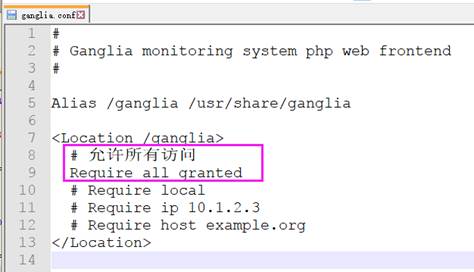 ganglia.conf
1 #
2 # Ganglia monitoring system php web frontend
3 #
4
5 Alias /ganglia /usr/share/ganglia
6
7 <Location /ganglia>
8 # 允许所有访问
9 Require all granted
10 # Require local
11 # Require ip 10.1.2.3
12 # Require host example.org
13 </Location>
14